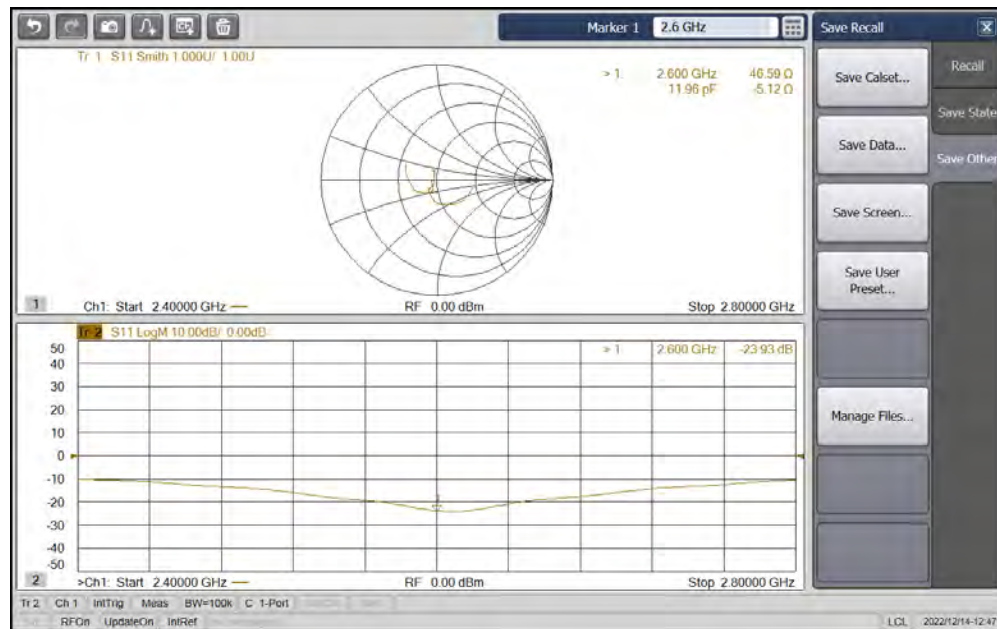 Marker 1 2.6 GHz
Save Recall X
Tr 1 S11 Smith 1.000U/ 1.00U
> 1 2.600 GHz 46.59 Ω
11.96 pF -5.12 Ω
1
Ch1: Start 2.40000 GHz
RF 0.00 dBm
Stop 2.80000 GHz
Tr 2 S11 LogM 10.00dB/ 0.00dB
> 1 2.600 GHz -23.93 dB
50
40
30
20
10
0
-10
-20
-30
-40
-50
1
2
>Ch1: Start 2.40000 GHz
RF 0.00 dBm
Stop 2.80000 GHz
Save Calset...
Save Data...
Save Screen...
Save User
Preset...
Manage Files...
Recall
Save State
Save Other
Tr 2 Ch 1 IntTrig Meas BW=100k C 1-Port
RFOn UpdateOn IntRef
LCL 2022/12/14-12:47